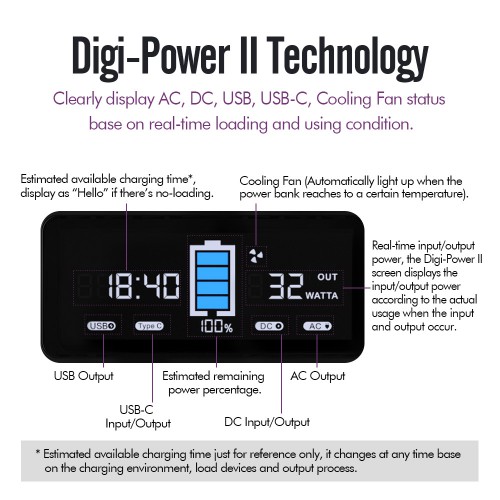 Digi-Power II Technology
Clearly display AC, DC, USB, USB-C, Cooling Fan status
base on real-time loading and using condition.
Estimated available charging time*,
display as "Hello" if there's no-loading.
Cooling Fan (Automatically light up when the
power bank reaches to a certain temperature).
18:40
32
OUT
WATTA
100%
USB
Type C
DC
AC
Real-time input/output
power, the Digi-Power II
screen displays the
input/output power
according to the actual
usage when the input
and output occur.
USB Output
Estimated remaining
power percentage.
AC Output
USB-C
Input/Output
DC Input/Output
* Estimated available charging time just for reference only, it changes at any time base
on the charging environment, load devices and output process.